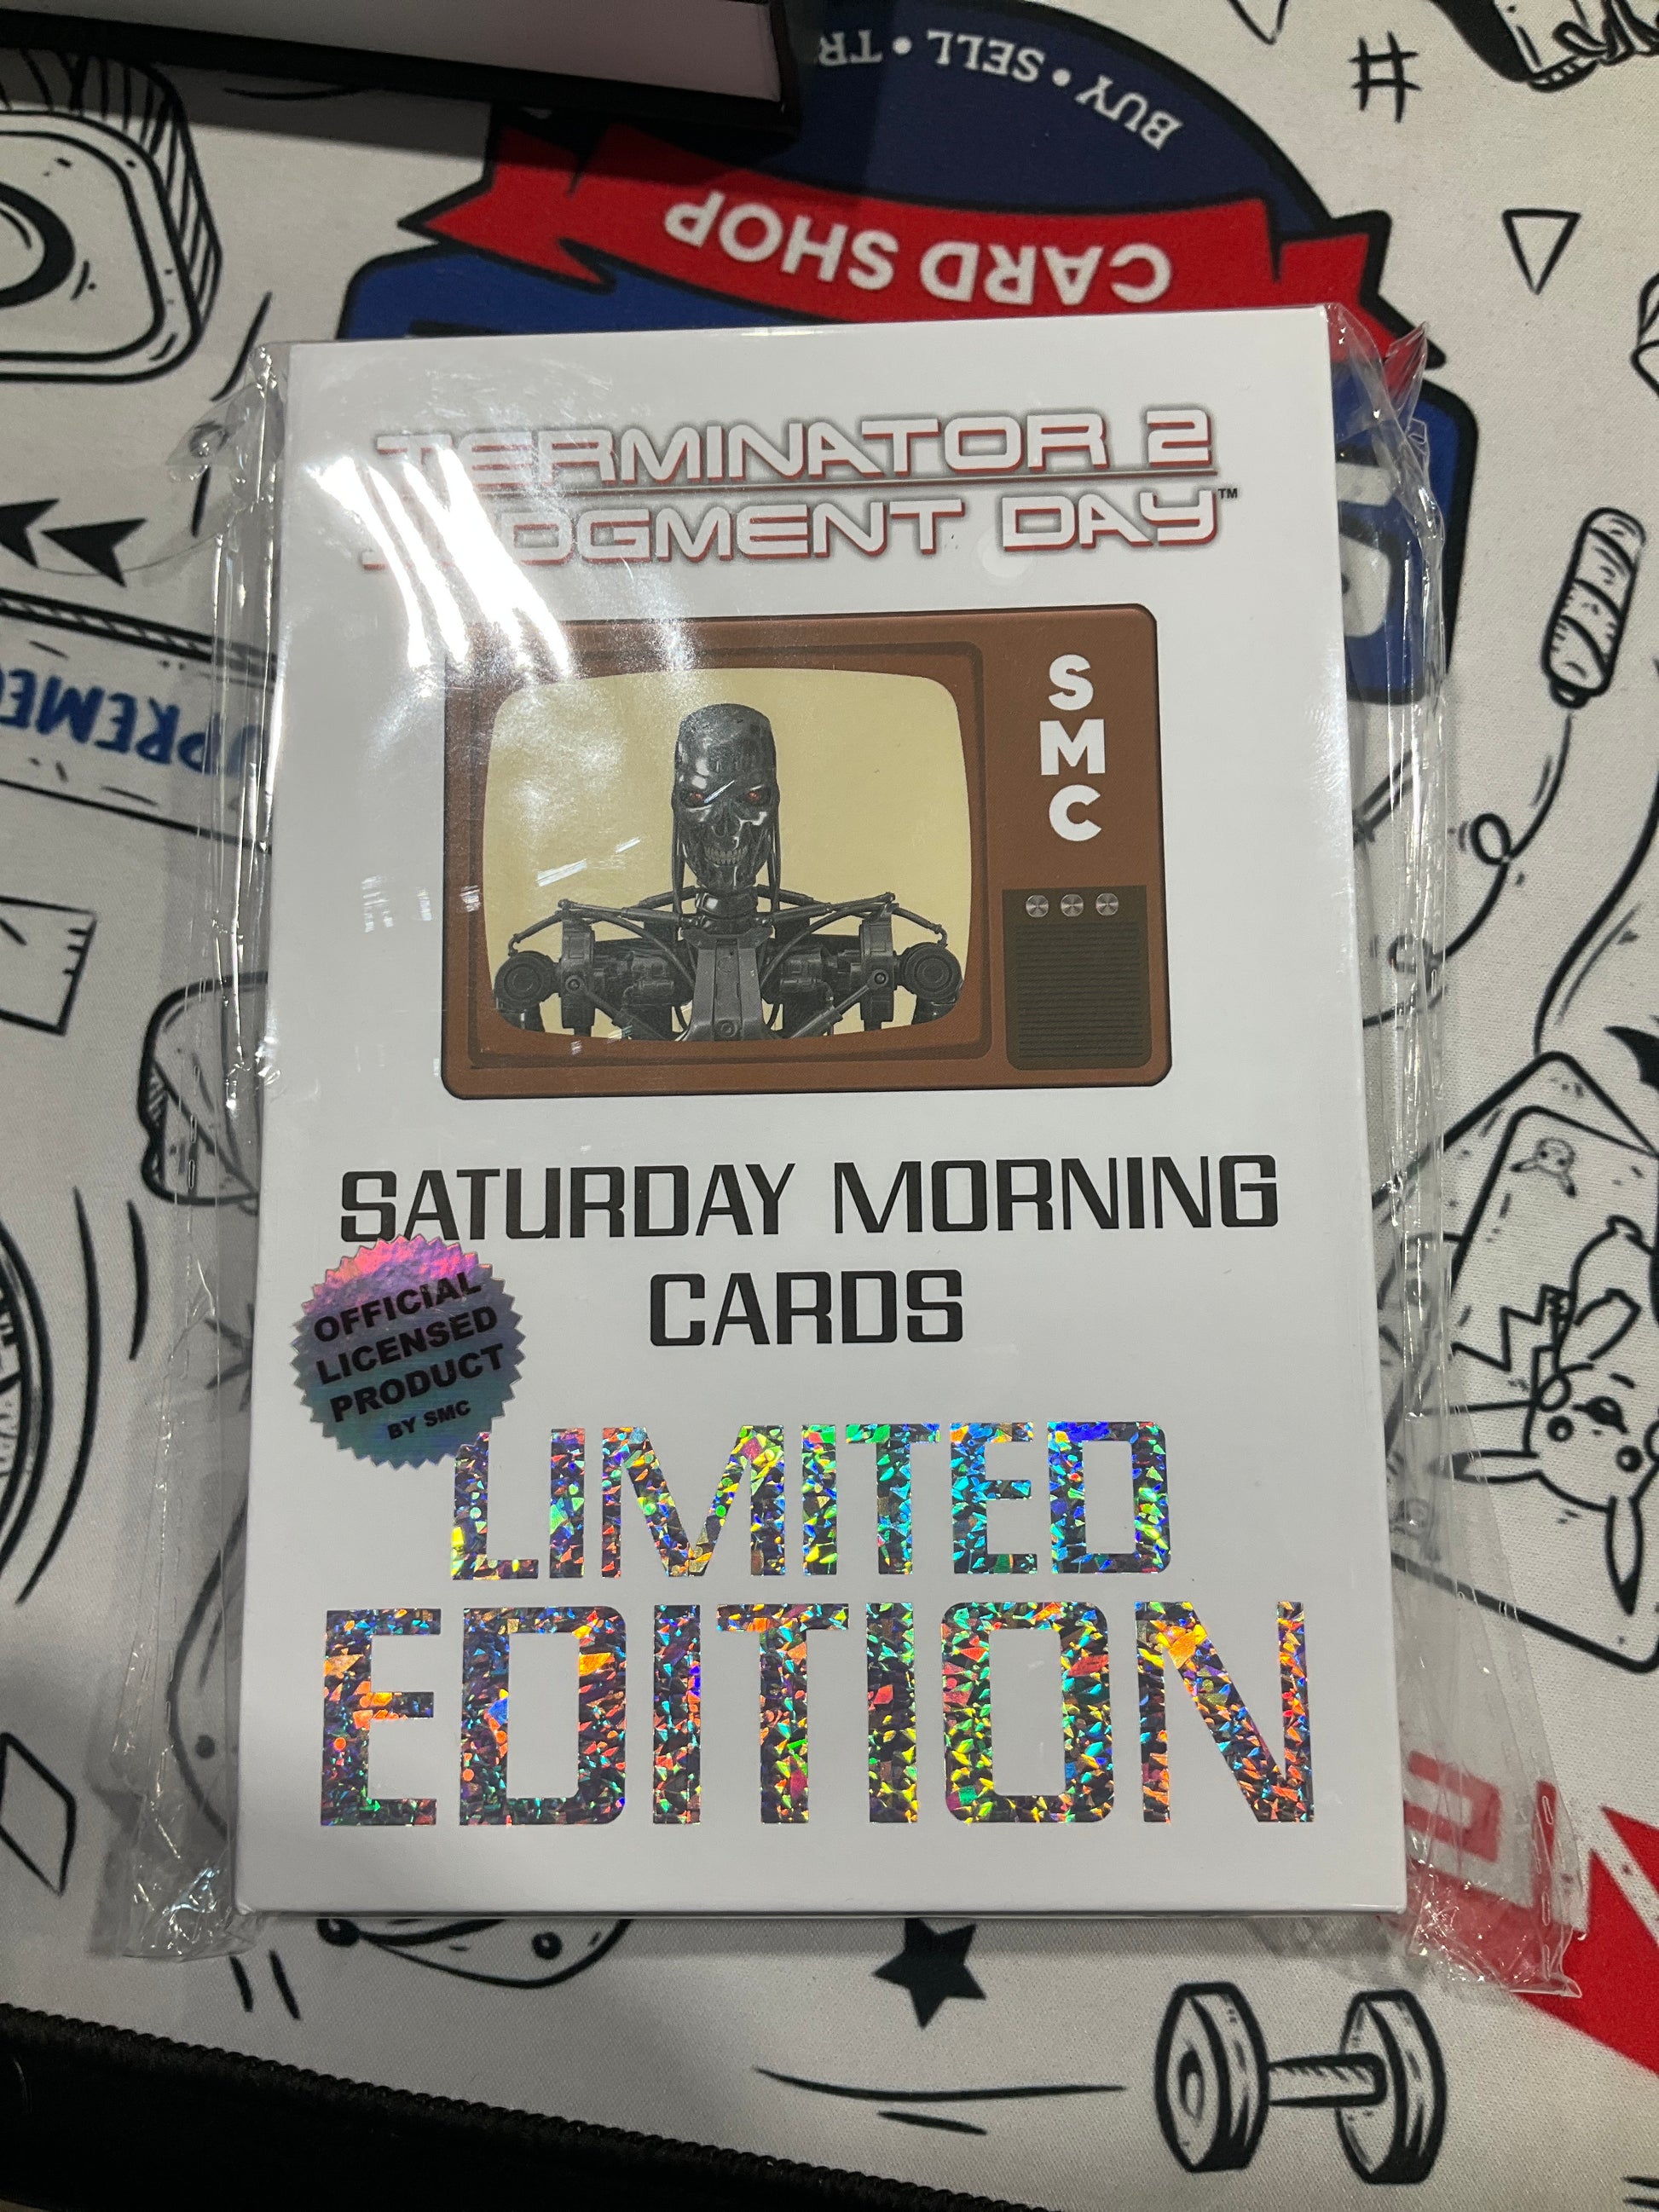 BUY • SELL • TR
CARD SHOP
TERMINATOR 2
JUDGMENT DAY™
S
M
C
SATURDAY MORNING
CARDS
OFFICIAL
LICENSED
PRODUCT
BY SMC
LIMITED
EDITION